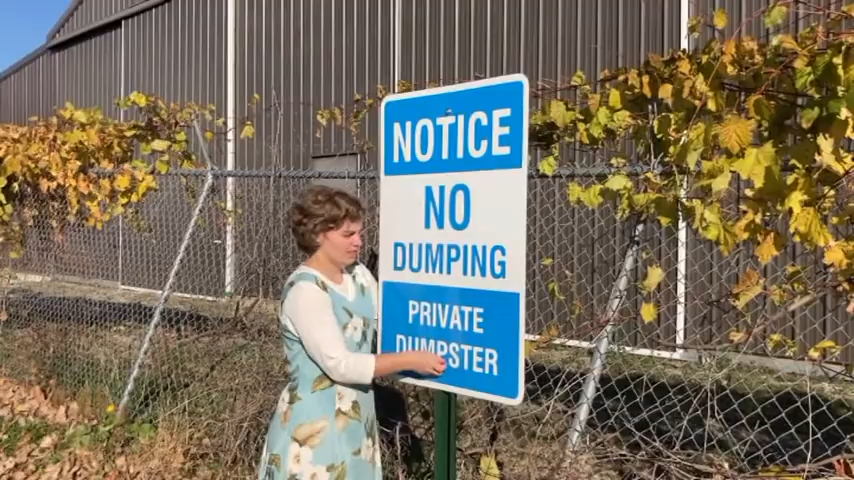 NOTICE
NO
DUMPING
PRIVATE
DUMPSTER